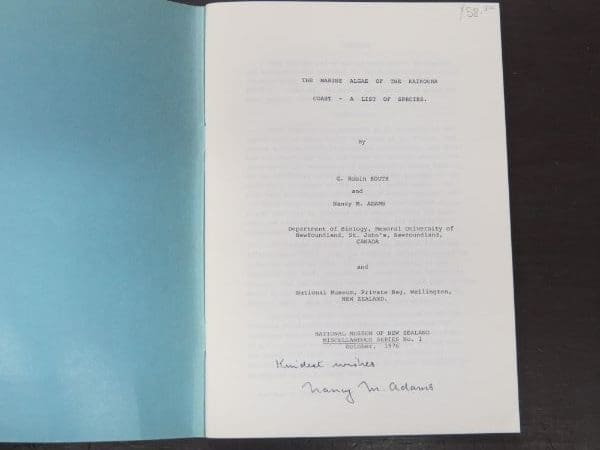 THE MARINE ALGAE OF THE KAIKOURA
COAST - A LIST OF SPECIES.
by
G. Robin SOUTH
and
Nancy M. ADAMS
Department of Biology, Memoral University of
Newfoundland, St. John's, Newfoundland,
CANADA
and
National Museum, Private Bag, Wellington,
NEW ZEALAND.
NATIONAL MUSEUM OF NEW ZEALAND
MISCELLANEOUS SERIES No. 1
October, 1976
Kindest wishes
Nancy M. Adams